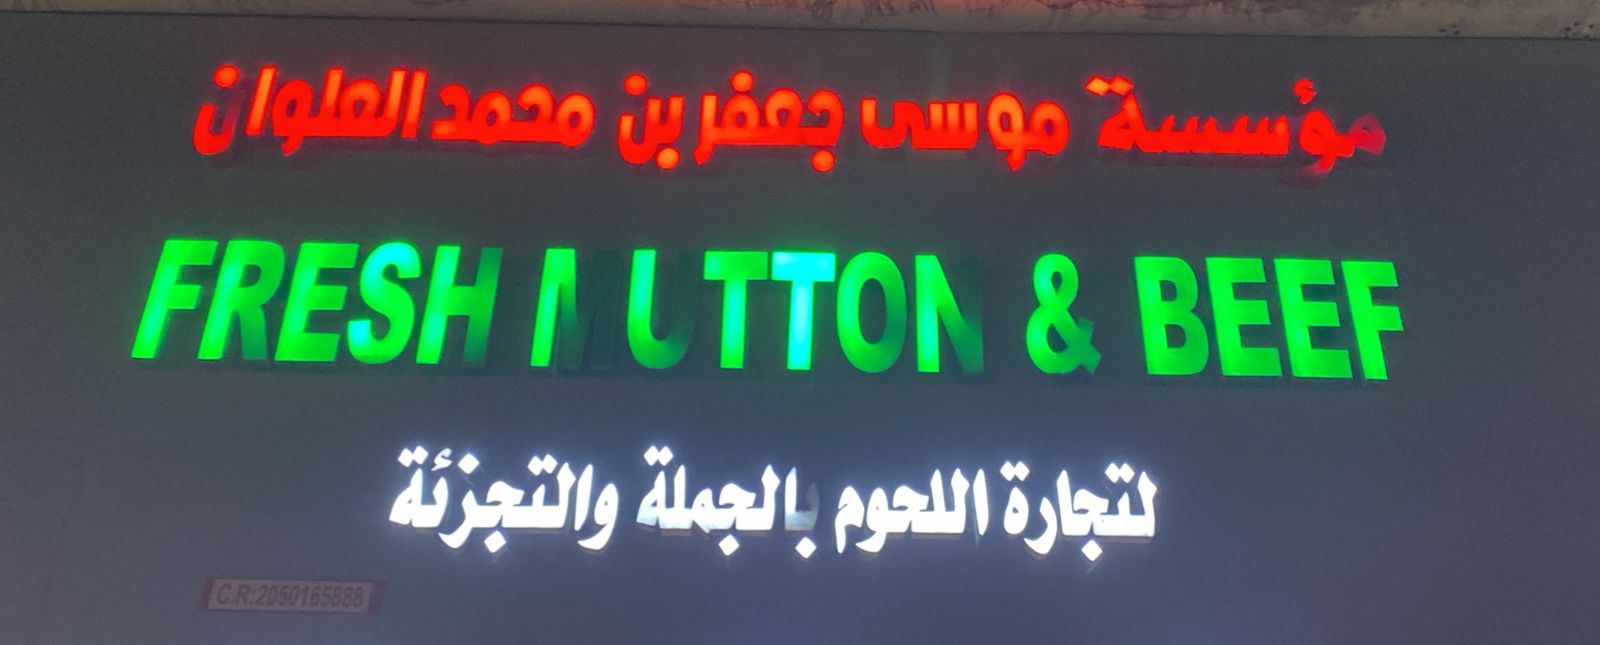 مؤسسة موسى جعفر بن محمد العلوان
FRESH MUTTON & BEEF
لتجارة اللحوم بالجملة والتجزئة
C.R:2050165888